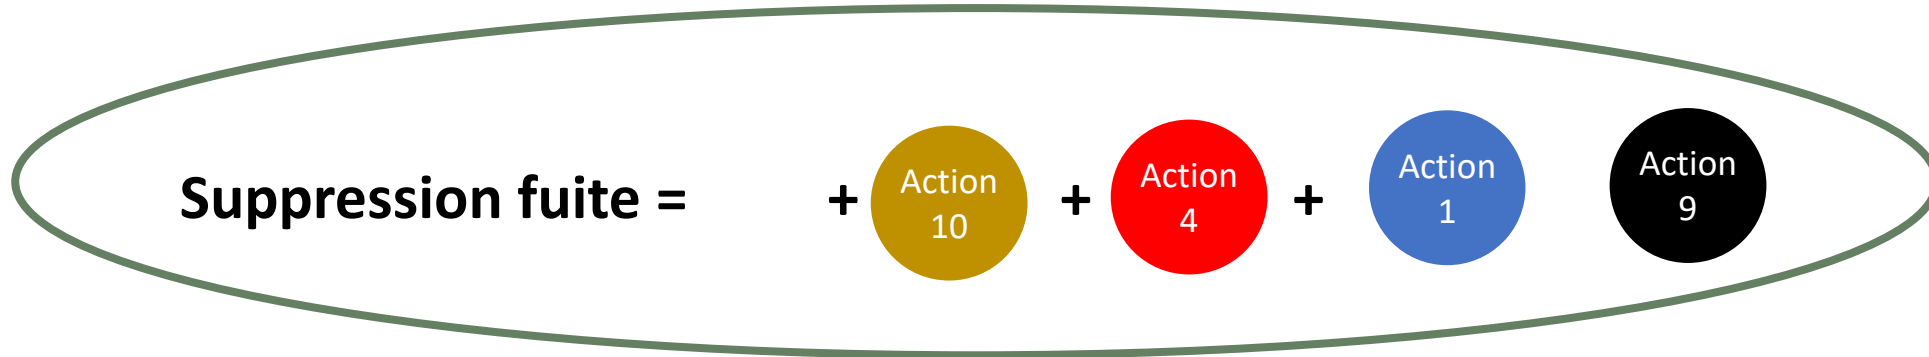 Suppression fuite = + Action 10 + Action 4 + Action 1 Action 9